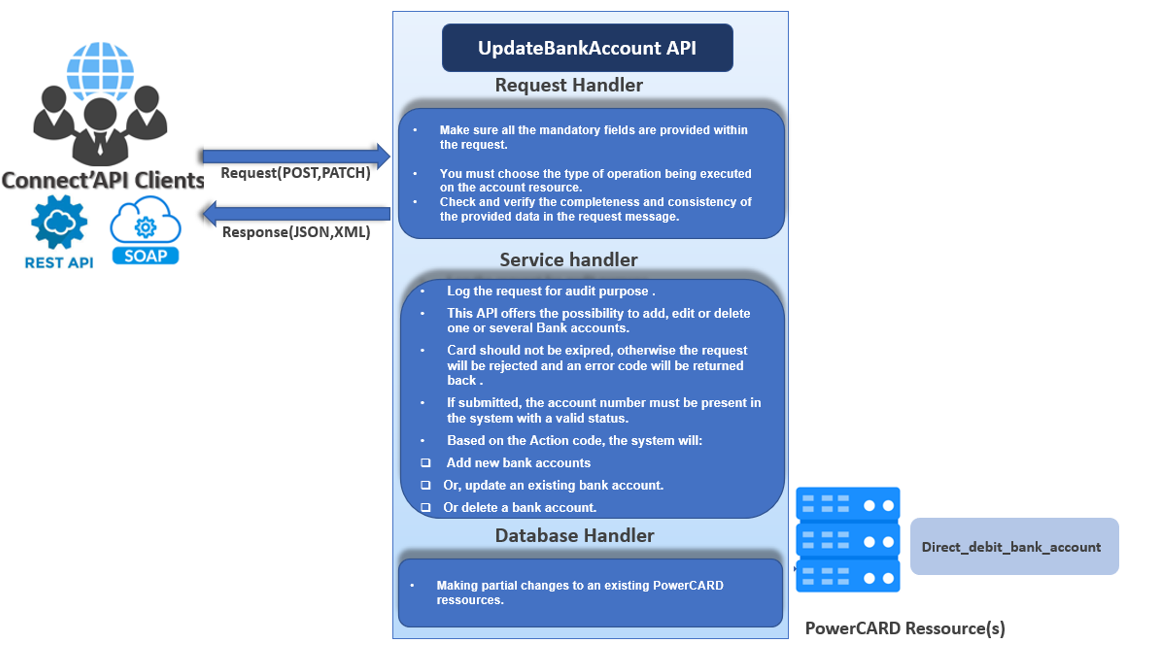 UpdateBankAccount API
Request Handler
• Make sure all the mandatory fields are provided within
the request.
• You must choose the type of operation being executed
on the account resource.
• Check and verify the completeness and consistency of
the provided data in the request message.
Connect'API Clients
REST API
SOAP
Request(POST,PATCH)
Response(JSON,XML)
Service handler
• Log the request for audit purpose .
• This API offers the possibility to add, edit or delete
one or several Bank accounts.
• Card should not be exipred, otherwise the request
will be rejected and an error code will be returned
back .
• If submitted, the account number must be present in
the system with a valid status.
• Based on the Action code, the system will:
❑ Add new bank accounts
❑ Or, update an existing bank account.
❑ Or delete a bank account.
Database Handler
• Making partial changes to an existing PowerCARD
ressources.
Direct_debit_bank_account
PowerCARD Ressource(s)